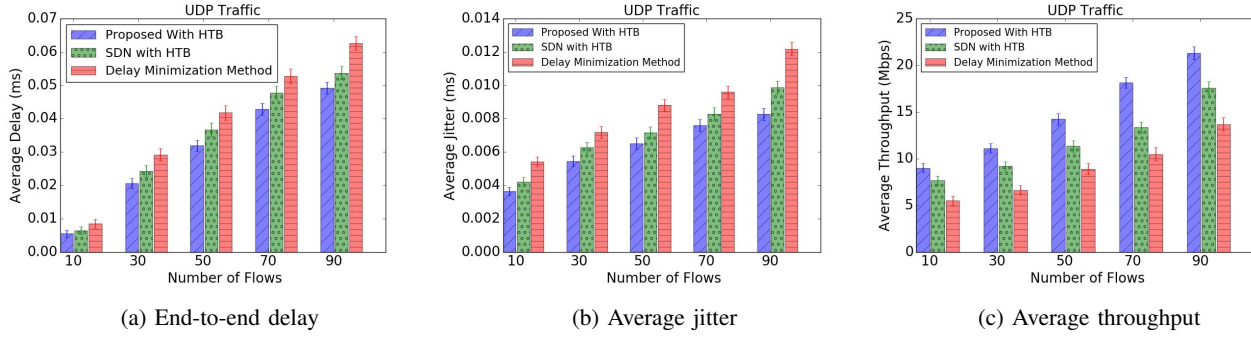 UDP Traffic
0.07
0.06
0.05
0.04
0.03
0.02
0.01
0.00
Average Delay (ms)
Proposed With HTB
SDN with HTB
Delay Minimization Method
10 30 50 70 90
Number of Flows
(a) End-to-end delay
UDP Traffic
0.014
0.012
0.010
0.008
0.006
0.004
0.002
0.000
Average Jitter (ms)
Proposed With HTB
SDN with HTB
Delay Minimization Method
10 30 50 70 90
Number of Flows
(b) Average jitter
UDP Traffic
25
20
15
10
5
0
Average Throughput (Mbps)
Proposed With HTB
SDN with HTB
Delay Minimization Method
10 30 50 70 90
Number of Flows
(c) Average throughput